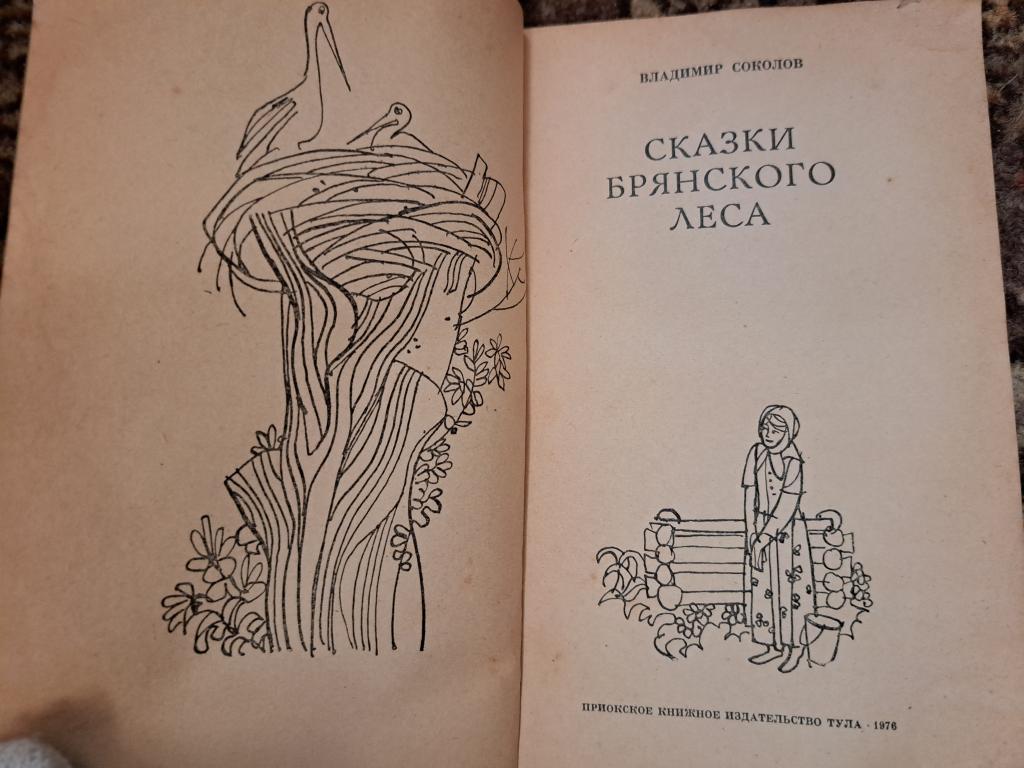 ВЛАДИМИР СОКОЛОВ
СКАЗКИ
БРЯНСКОГО
ЛЕСА
ПРИОКСКОЕ КНИЖНОЕ ИЗДАТЕЛЬСТВО ТУЛА · 1976